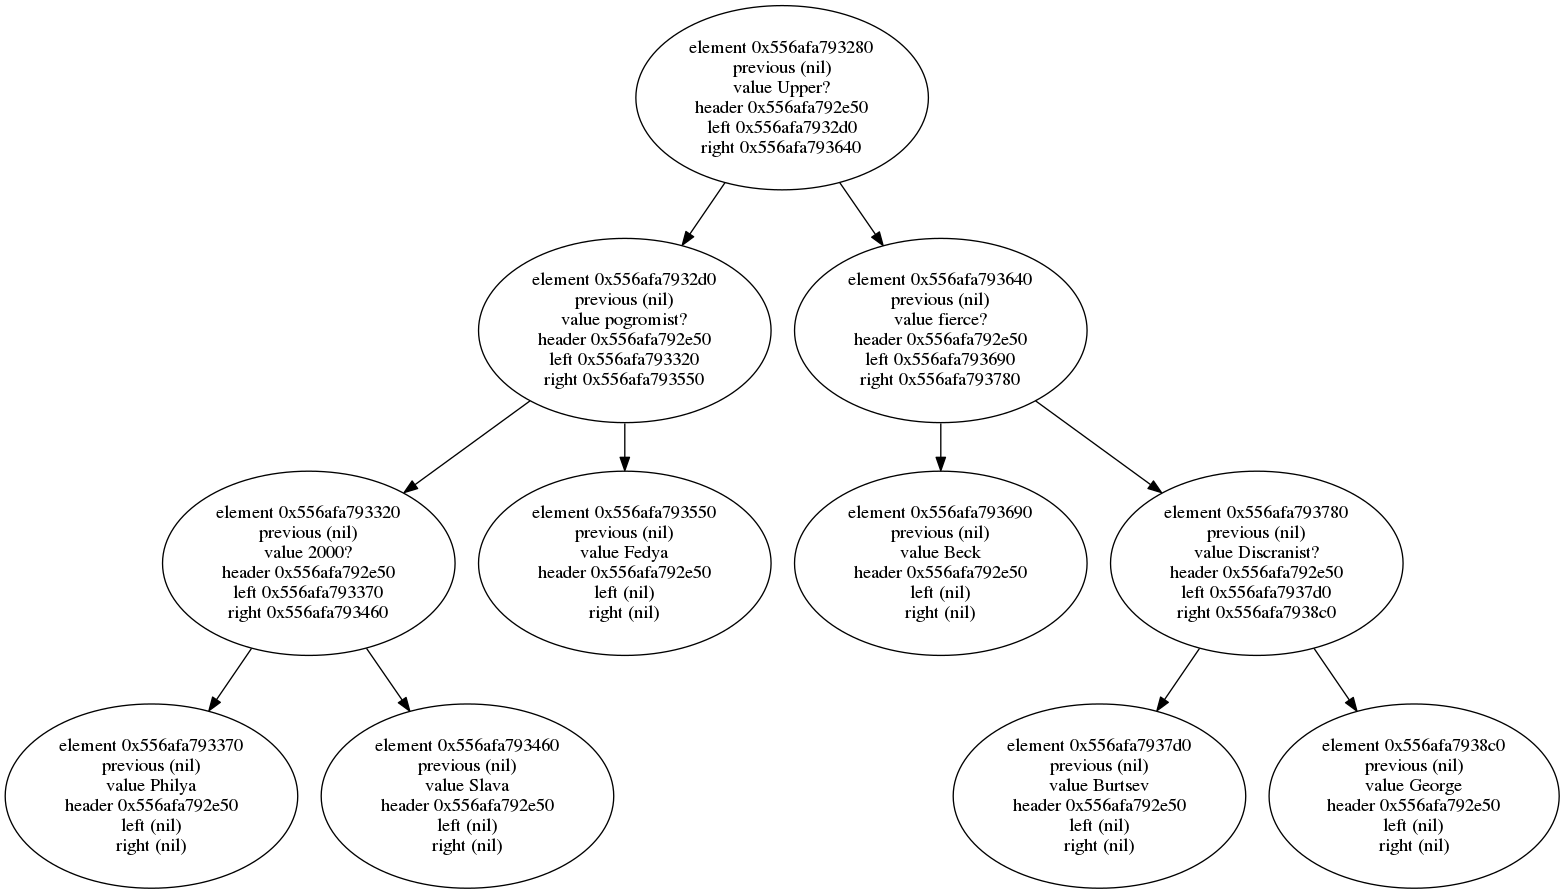 element 0x556afa793280
previous (nil)
value Upper?
header 0x556afa792e50
left 0x556afa7932d0
right 0x556afa793640
element 0x556afa7932d0
previous (nil)
value pogromist?
header 0x556afa792e50
left 0x556afa793320
right 0x556afa793550
element 0x556afa793640
previous (nil)
value fierce?
header 0x556afa792e50
left 0x556afa793690
right 0x556afa793780
element 0x556afa793320
previous (nil)
value 2000?
header 0x556afa792e50
left 0x556afa793370
right 0x556afa793460
element 0x556afa793550
previous (nil)
value Fedya
header 0x556afa792e50
left (nil)
right (nil)
element 0x556afa793690
previous (nil)
value Beck
header 0x556afa792e50
left (nil)
right (nil)
element 0x556afa793780
previous (nil)
value Discranist?
header 0x556afa792e50
left 0x556afa7937d0
right 0x556afa7938c0
element 0x556afa793370
previous (nil)
value Philya
header 0x556afa792e50
left (nil)
right (nil)
element 0x556afa793460
previous (nil)
value Slava
header 0x556afa792e50
left (nil)
right (nil)
element 0x556afa7937d0
previous (nil)
value Burtsev
header 0x556afa792e50
left (nil)
right (nil)
element 0x556afa7938c0
previous (nil)
value George
header 0x556afa792e50
left (nil)
right (nil)